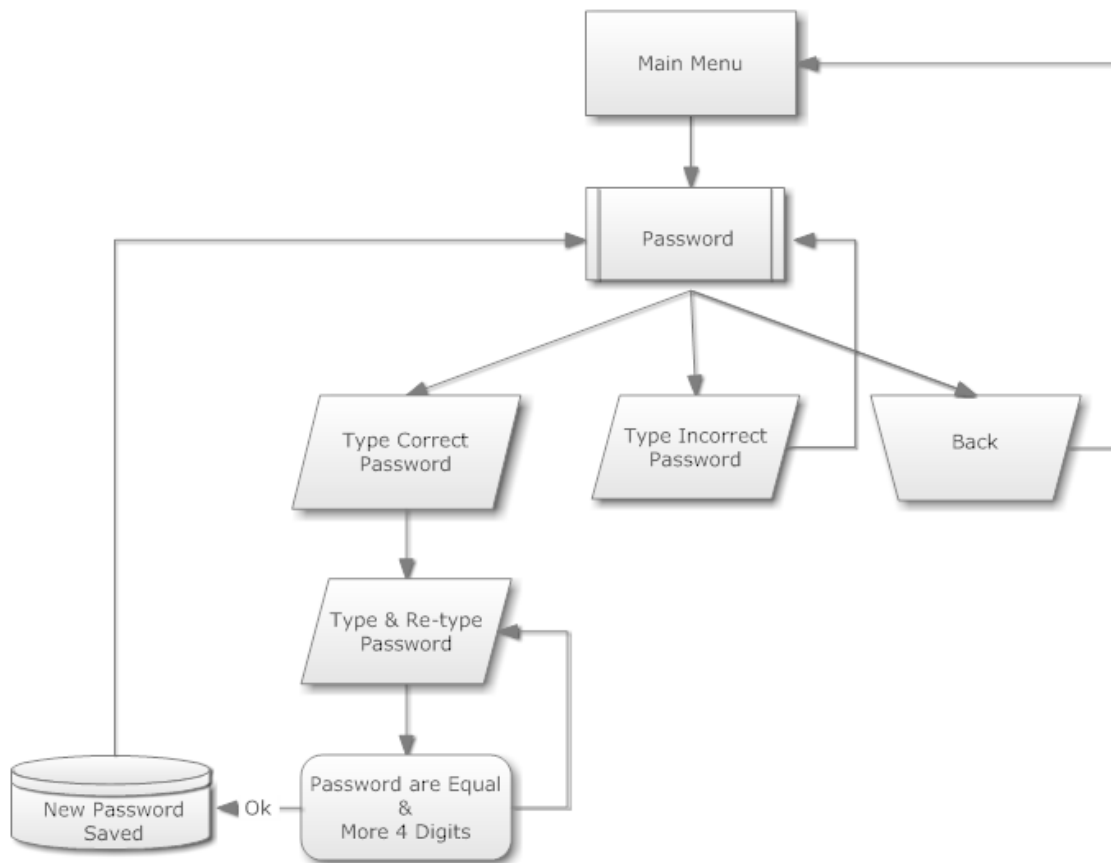 Main Menu
Password
Type Correct
Password
Type Incorrect
Password
Back
Type & Re-type
Password
Password are Equal
&
More 4 Digits
Ok
New Password
Saved